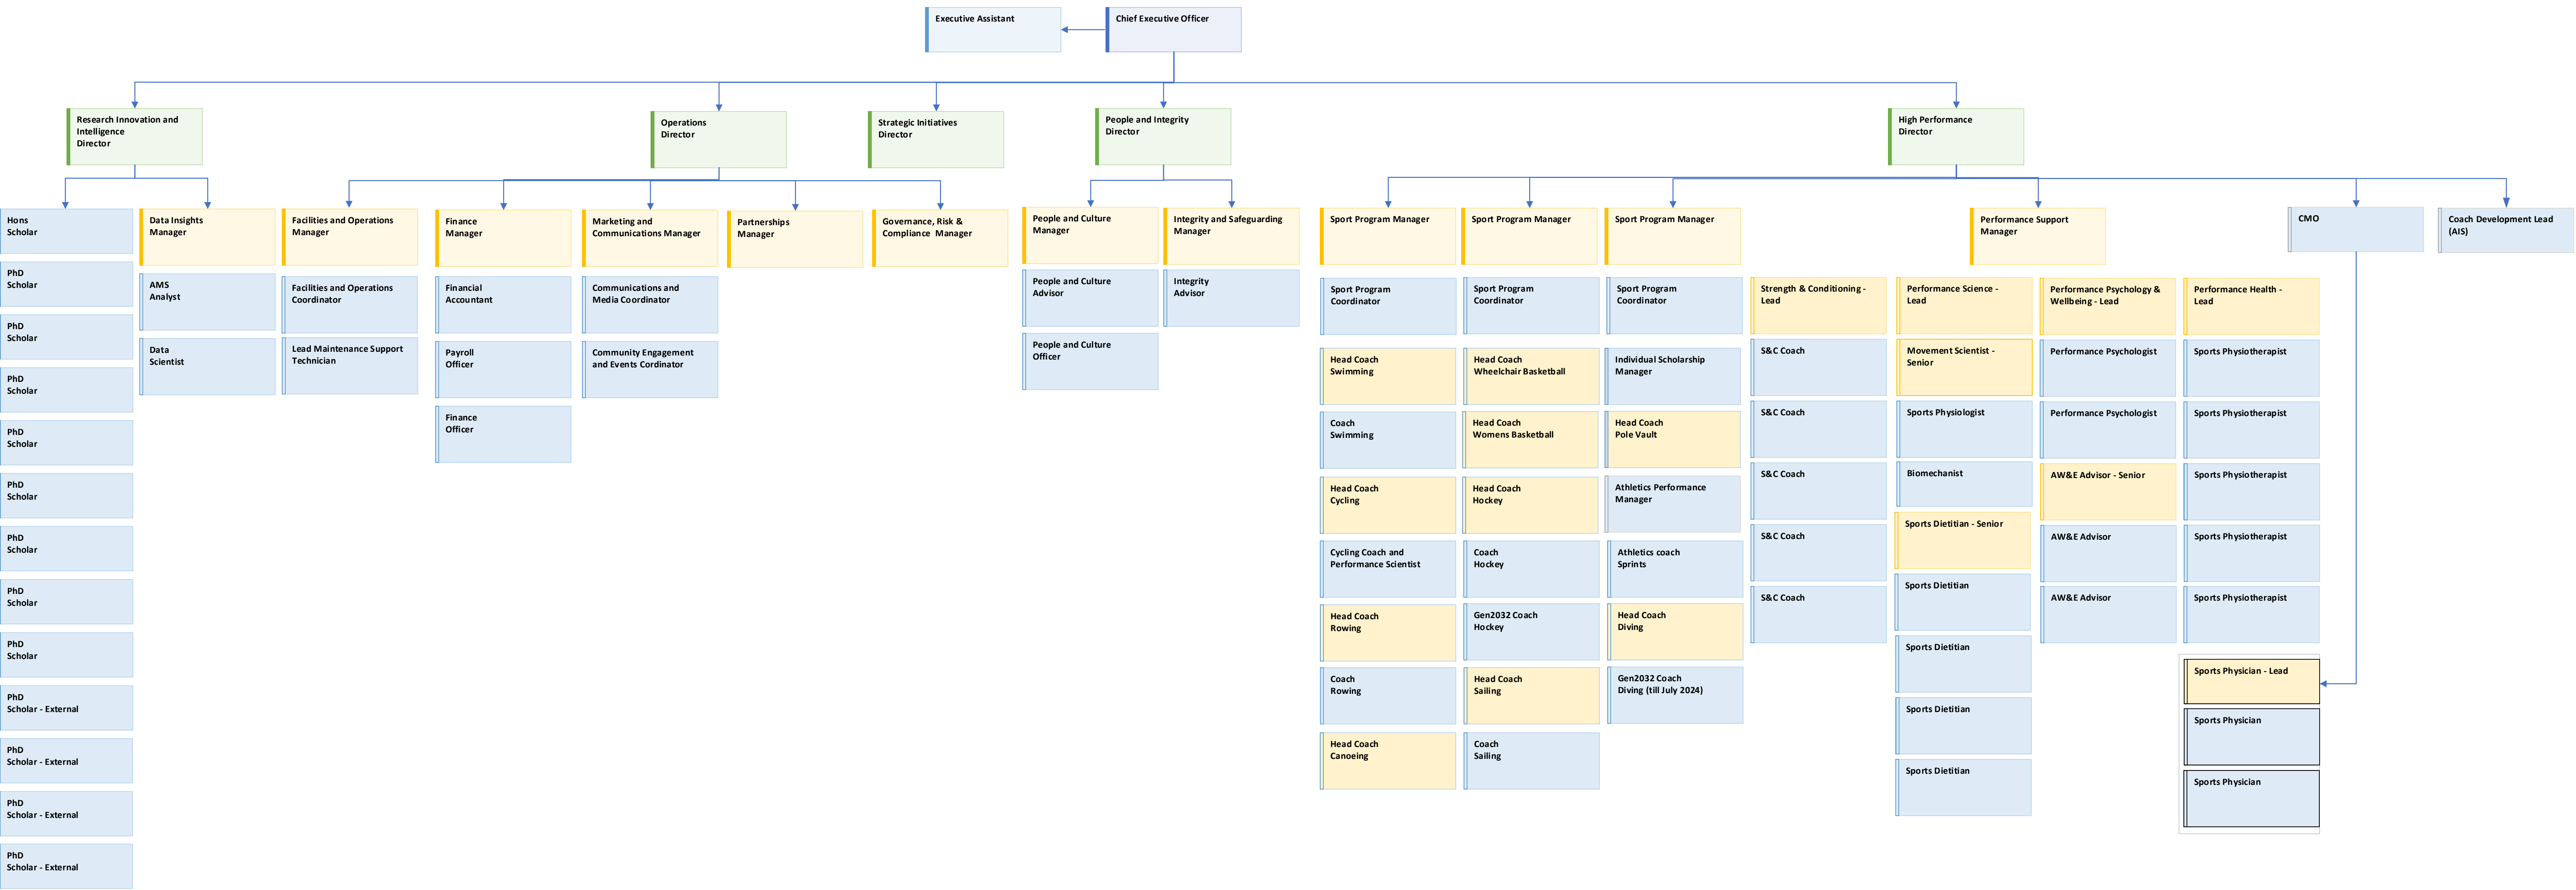 Executive Assistant
Chief Executive Officer
Research Innovation and
Intelligence
Director
Operations
Director
Strategic Initiatives
Director
People and Integrity
Director
High Performance
Director
Hons
Scholar
PhD
Scholar
PhD
Scholar
PhD
Scholar
PhD
Scholar
PhD
Scholar
PhD
Scholar
PhD
Scholar
PhD
Scholar
PhD
Scholar - External
PhD
Scholar - External
PhD
Scholar - External
PhD
Scholar - External
Data Insights
Manager
AMS
Analyst
Data
Scientist
Facilities and Operations
Manager
Facilities and Operations
Coordinator
Lead Maintenance Support
Technician
Finance
Manager
Financial
Accountant
Payroll
Officer
Finance
Officer
Marketing and
Communications Manager
Communications and
Media Coordinator
Community Engagement
and Events Cordinator
Partnerships
Manager
Governance, Risk &
Compliance Manager
People and Culture
Manager
People and Culture
Advisor
People and Culture
Officer
Integrity and Safeguarding
Manager
Integrity
Advisor
Sport Program Manager
Sport Program
Coordinator
Head Coach
Swimming
Coach
Swimming
Head Coach
Cycling
Cycling Coach and
Performance Scientist
Head Coach
Rowing
Coach
Rowing
Head Coach
Canoeing
Sport Program Manager
Sport Program
Coordinator
Head Coach
Wheelchair Basketball
Head Coach
Womens Basketball
Head Coach
Hockey
Coach
Hockey
Gen2032 Coach
Hockey
Head Coach
Sailing
Coach
Sailing
Sport Program Manager
Sport Program
Coordinator
Individual Scholarship
Manager
Head Coach
Pole Vault
Athletics Performance
Manager
Athletics coach
Sprints
Head Coach
Diving
Gen2032 Coach
Diving (till July 2024)
Performance Support
Manager
Strength & Conditioning -
Lead
S&C Coach
S&C Coach
S&C Coach
S&C Coach
S&C Coach
Performance Science -
Lead
Movement Scientist -
Senior
Sports Physiologist
Biomechanist
Sports Dietitian - Senior
Sports Dietitian
Sports Dietitian
Sports Dietitian
Sports Dietitian
Performance Psychology &
Wellbeing - Lead
Performance Psychologist
Performance Psychologist
AW&E Advisor - Senior
AW&E Advisor
AW&E Advisor
Performance Health -
Lead
Sports Physiotherapist
Sports Physiotherapist
Sports Physiotherapist
Sports Physiotherapist
Sports Physiotherapist
Sports Physician - Lead
Sports Physician
Sports Physician
CMO
Coach Development Lead
(AIS)